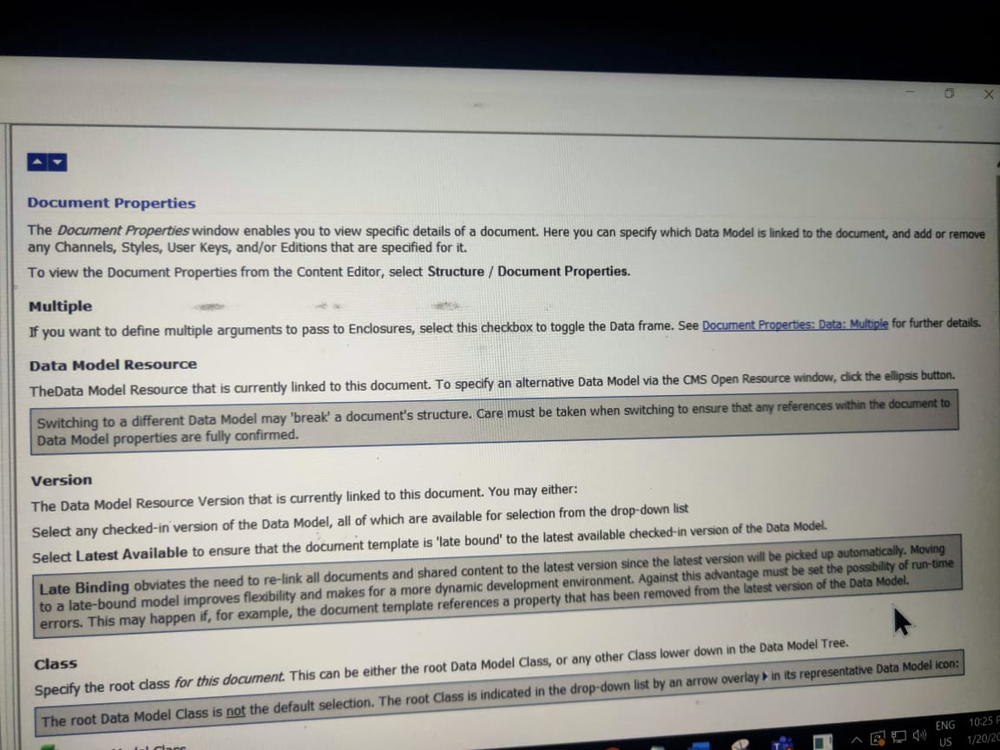 Document Properties
The Document Properties window enables you to view specific details of a document. Here you can specify which Data Model is linked to the document, and add or remove
any Channels, Styles, User Keys, and/or Editions that are specified for it.
To view the Document Properties from the Content Editor, select Structure / Document Properties.
Multiple
If you want to define multiple arguments to pass to Enclosures, select this checkbox to toggle the Data frame. See Document Properties: Data: Multiple for further details.
Data Model Resource
TheData Model Resource that is currently linked to this document. To specify an alternative Data Model via the CMS Open Resource window, click the ellipsis button.
Switching to a different Data Model may 'break' a document's structure. Care must be taken when switching to ensure that any references within the document to
Data Model properties are fully confirmed.
Version
The Data Model Resource Version that is currently linked to this document. You may either:
Select any checked-in version of the Data Model, all of which are available for selection from the drop-down list
Select Latest Available to ensure that the document template is 'late bound' to the latest available checked-in version of the Data Model.
Late Binding obviates the need to re-link all documents and shared content to the latest version since the latest version will be picked up automatically. Moving
to a late-bound model improves flexibility and makes for a more dynamic development environment. Against this advantage must be set the possibility of run-time
errors. This may happen if, for example, the document template references a property that has been removed from the latest version of the Data Model.
Class
Specify the root class for this document. This can be either the root Data Model Class, or any other Class lower down in the Data Model Tree.
The root Data Model Class is not the default selection. The root Class is indicated in the drop-down list by an arrow overlay in its representative Data Model icon:
Class
ENG
US
10:25
1/20/20